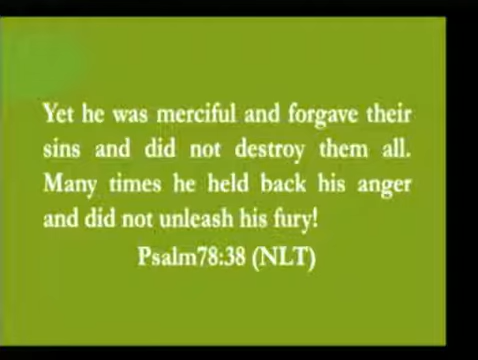 Yet he was merciful and forgave their
sins and did not destroy them all.
Many times he held back his anger
and did not unleash his fury!
Psalm78:38 (NLT)